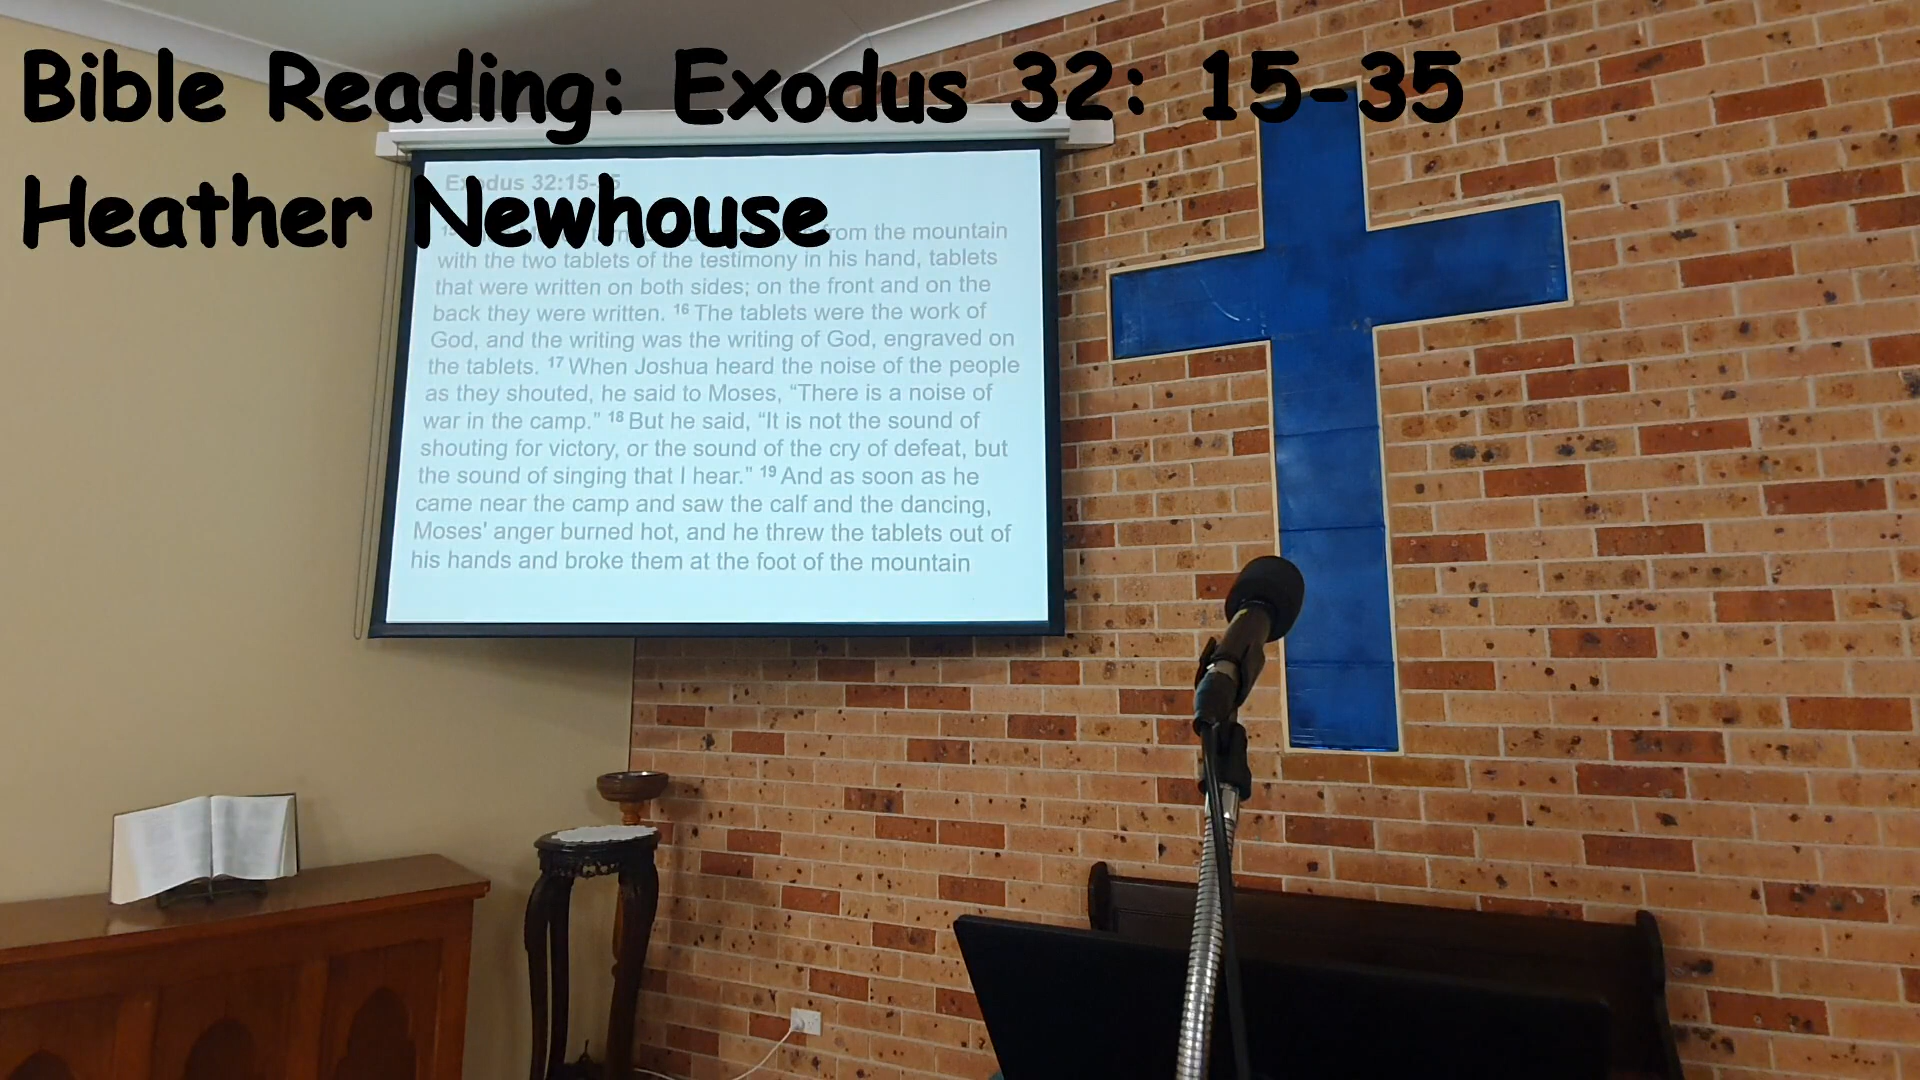 Bible Reading: Exodus 32: 15-35
Heather Newhouse
Exodus 32:15-35
from the mountain
with the two tablets of the testimony in his hand, tablets
that were written on both sides; on the front and on the
back they were written. 16 The tablets were the work of
God, and the writing was the writing of God, engraved on
the tablets. 17 When Joshua heard the noise of the people
as they shouted, he said to Moses, “There is a noise of
war in the camp.” 18 But he said, “It is not the sound of
shouting for victory, or the sound of the cry of defeat, but
the sound of singing that I hear.” 19 And as soon as he
came near the camp and saw the calf and the dancing,
Moses' anger burned hot, and he threw the tablets out of
his hands and broke them at the foot of the mountain